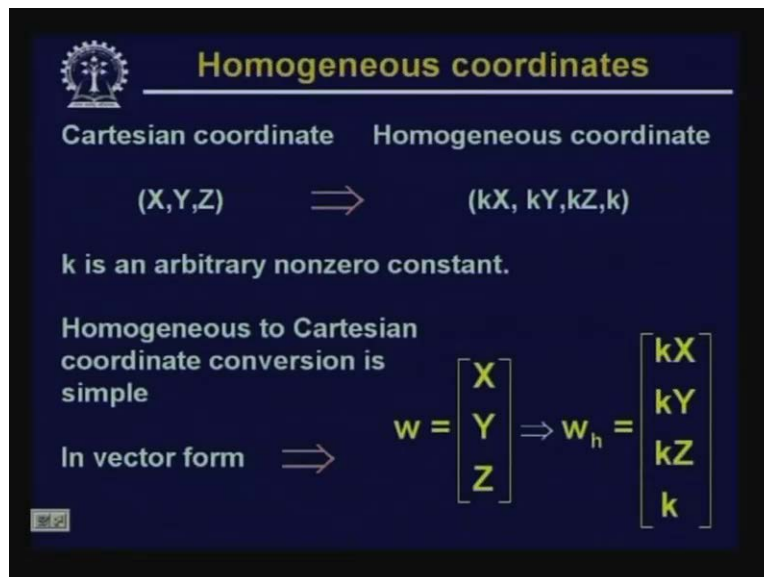 Homogeneous coordinates
Cartesian coordinate Homogeneous coordinate
(X,Y,Z) ⇒ (kX, kY,kZ,k)
k is an arbitrary nonzero constant.
Homogeneous to Cartesian
coordinate conversion is
simple
In vector form ⇒
w = [X Y Z] ⇒ wₕ = [kX kY kZ k]